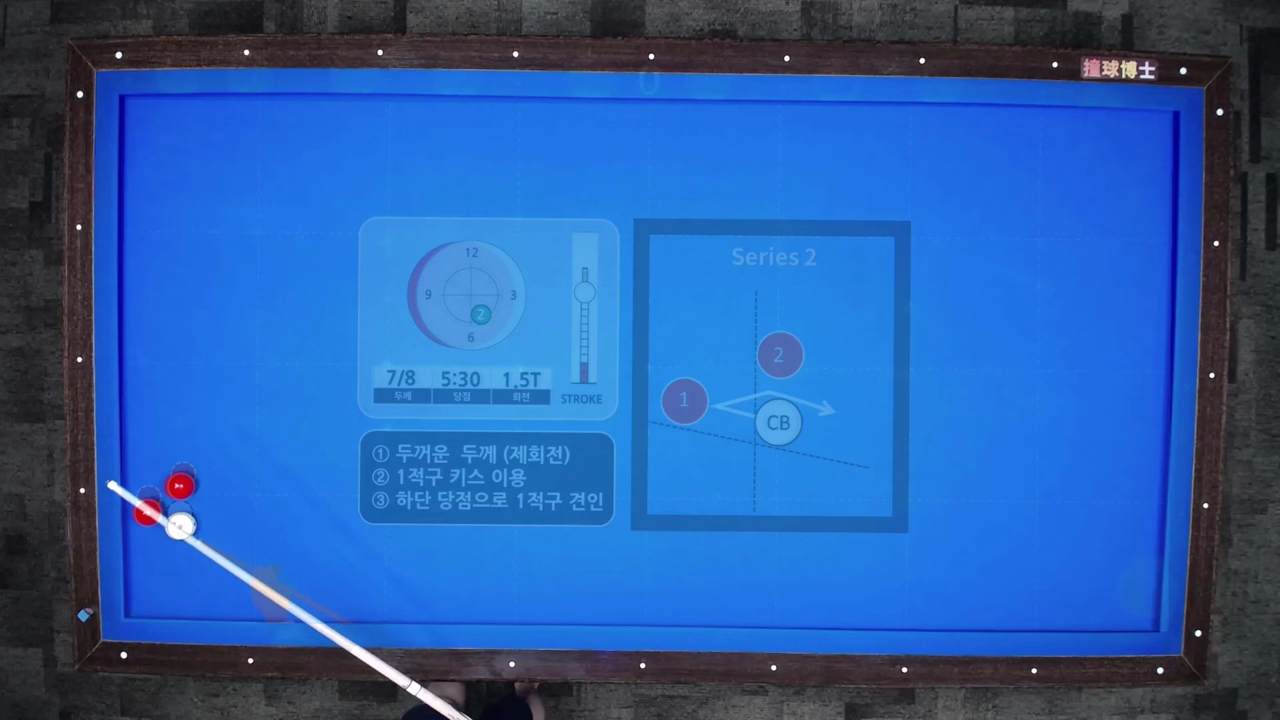 撞球博士
12
9
3
2
6
7/8 5:30 1.5T
두께 당점 회전
STROKE
① 두꺼운 두께 (제회전)
② 1적구 키스 이용
③ 하단 당점으로 1적구 견인
Series 2
2
1
CB